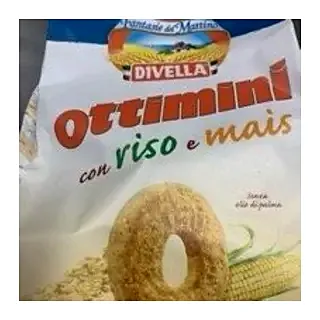 Fantasie del Mattino
DIVELLA
Ottimini
con riso e mais
Senza
olio di palma